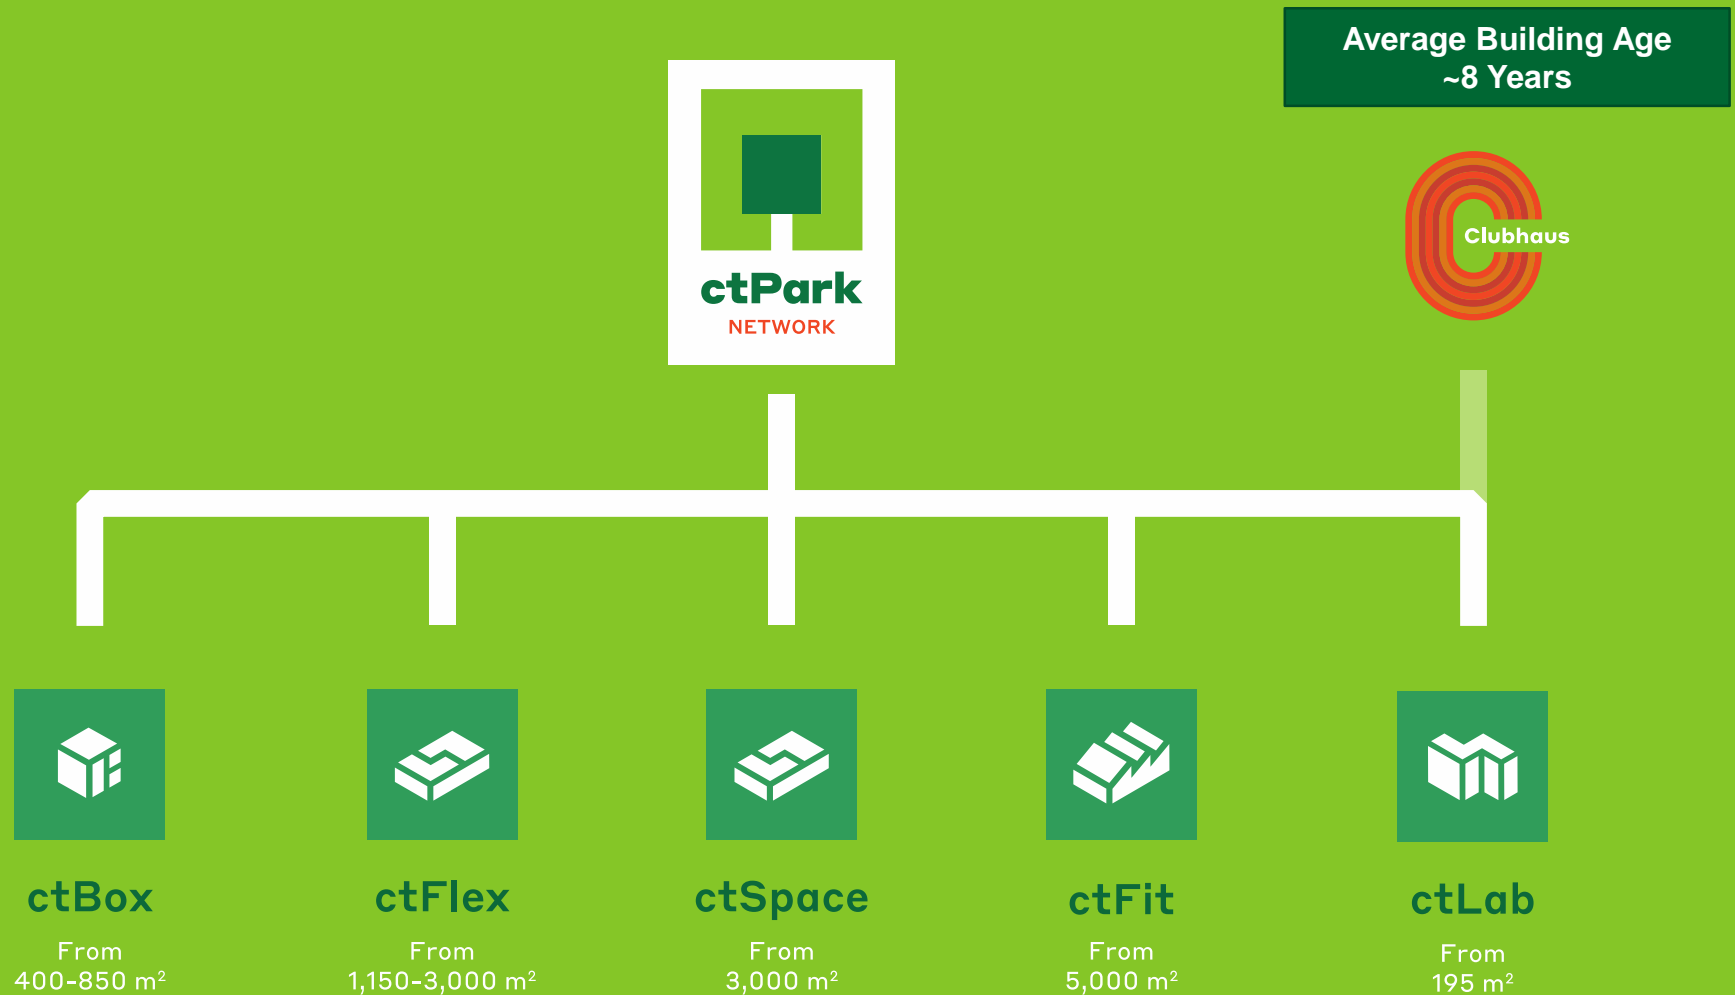 Average Building Age
~8 Years
Clubhaus
ctPark
NETWORK
ctBox
From
400-850 m²
ctFlex
From
1,150-3,000 m²
ctSpace
From
3,000 m²
ctFit
From
5,000 m²
ctLab
From
195 m²